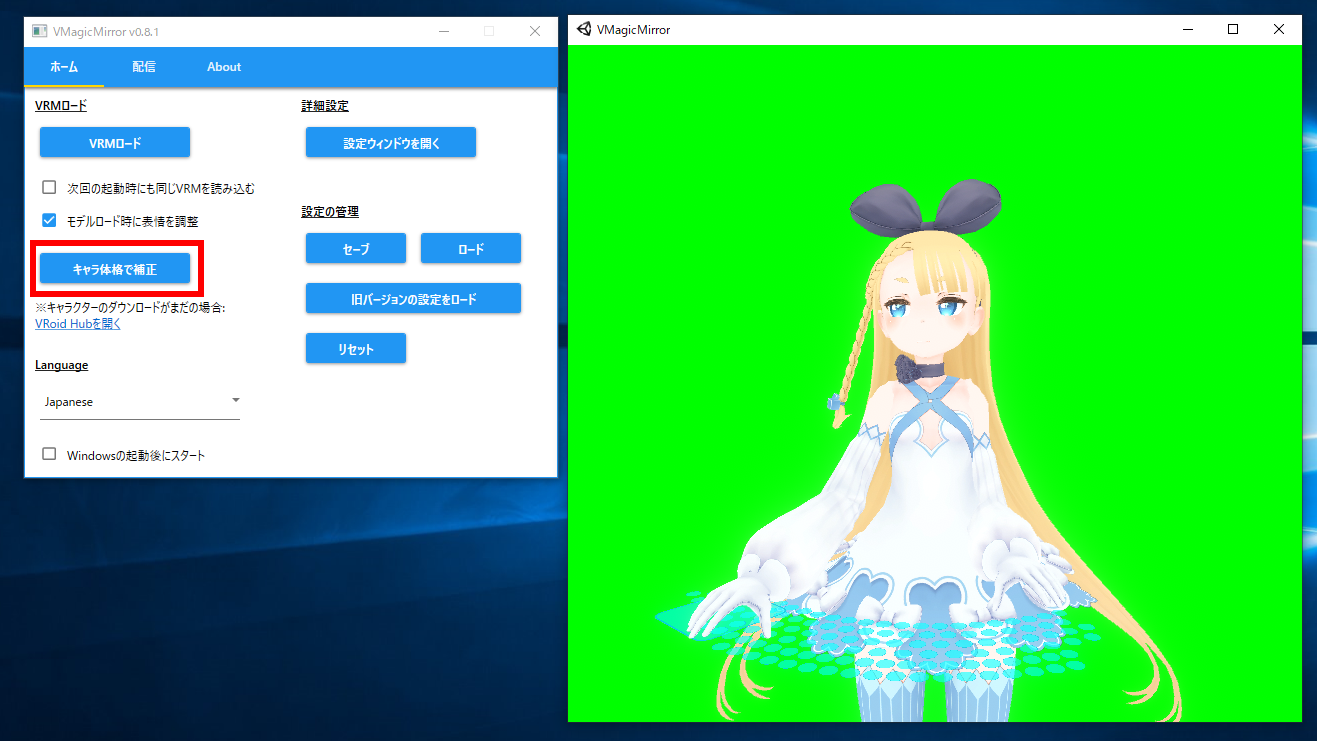 VMagicMirror v0.8.1
ホーム
配信
About
VRMロード
VRMロード
次回の起動時にも同じVRMを読み込む
モデルロード時に表情を調整
キャラ体格で補正
※キャラクターのダウンロードがまだの場合:
VRoid Hubを開く
Language
Japanese
Windowsの起動後にスタート
詳細設定
設定ウィンドウを開く
設定の管理
セーブ
ロード
旧バージョンの設定をロード
リセット
VMagicMirror